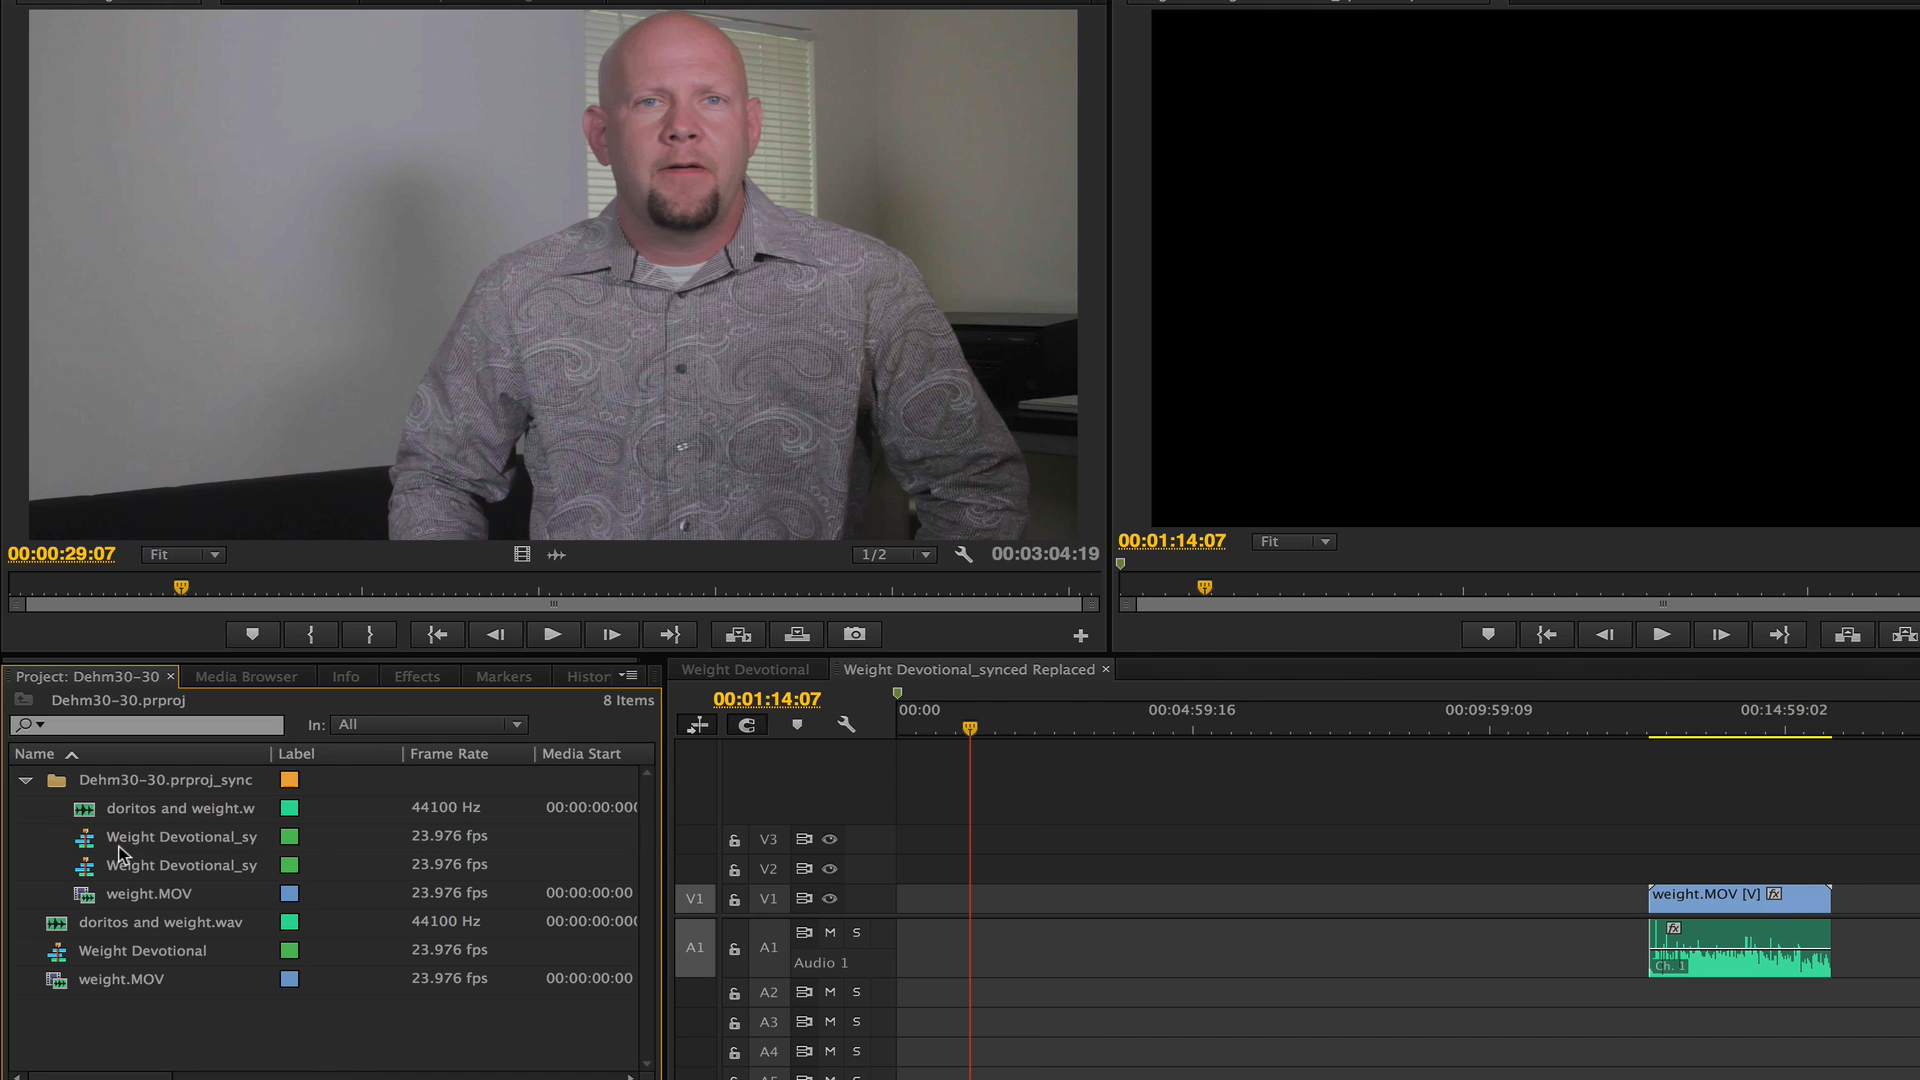 00:00:29:07 Fit 1/2 00:03:04:19
00:01:14:07 Fit
Project: Dehm30-30 × Media Browser Info Effects Markers Histor
Dehm30-30.prproj 8 Items
In: All
Name Label Frame Rate Media Start
Dehm30-30.prproj_sync
doritos and weight.w 44100 Hz 00:00:00:00
Weight Devotional_sy 23.976 fps
Weight Devotional_sy 23.976 fps
weight.MOV 23.976 fps 00:00:00:00
doritos and weight.wav 44100 Hz 00:00:00:00
Weight Devotional 23.976 fps
weight.MOV 23.976 fps 00:00:00:00
Weight Devotional Weight Devotional_synced Replaced ×
00:01:14:07 00:00 00:04:59:16 00:09:59:09 00:14:59:02
V3
V2
V1 V1 weight.MOV [V] fx
A1 A1 M S fx
Audio 1 Ch. 1
A2 M S
A3 M S
A4 M S